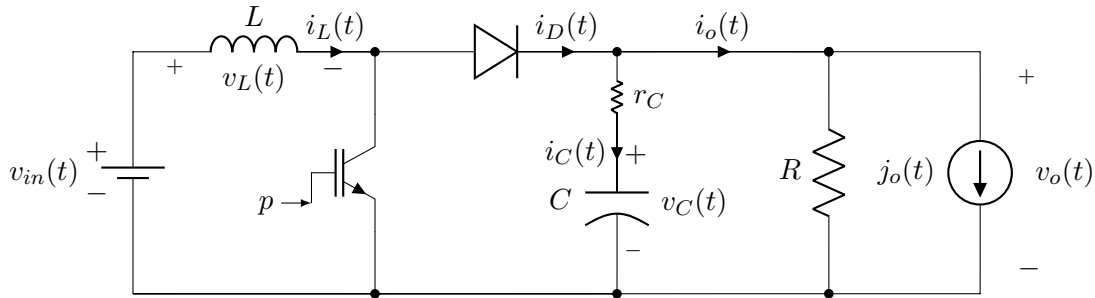 L
i_L(t)
i_D(t)
i_o(t)
+
−
v_L(t)
+
r_C
v_in(t)
+
−
i_C(t)
+
R
j_o(t)
v_o(t)
p
C
v_C(t)
−
−